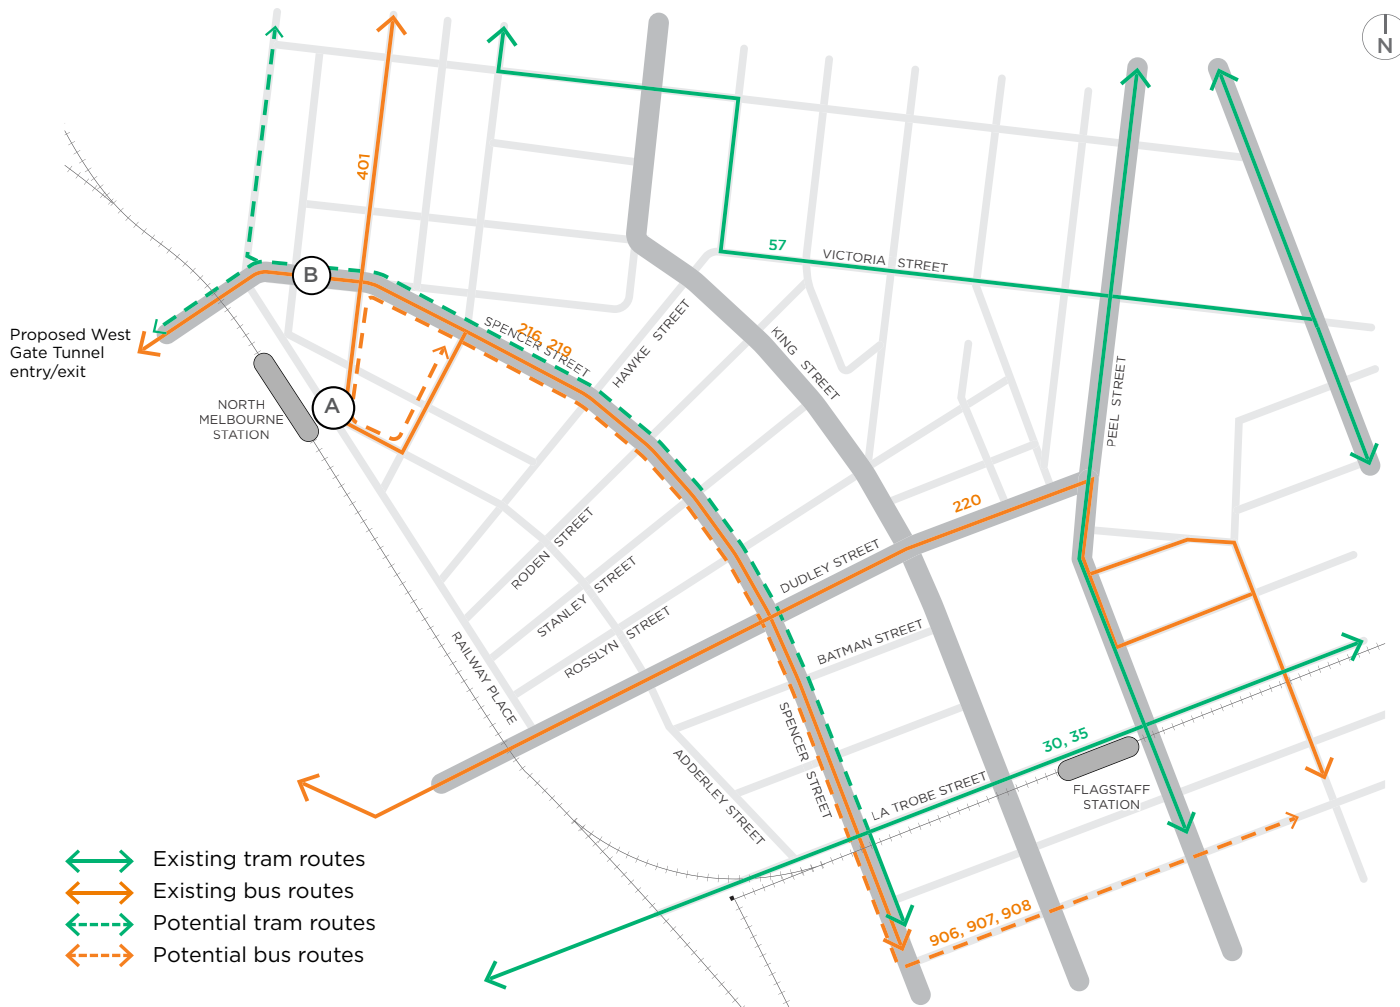 N
401
57
VICTORIA STREET
B
Proposed West
Gate Tunnel
entry/exit
SPENCER STREET
216, 219
HAWKE STREET
KING STREET
PEEL STREET
A
NORTH
MELBOURNE
STATION
220
RODEN STREET
STANLEY STREET
ROSSLYN STREET
DUDLEY STREET
BATMAN STREET
RAILWAY PLACE
SPENCER STREET
ADDERLEY STREET
30, 35
LA TROBE STREET
FLAGSTAFF
STATION
906, 907, 908
Existing tram routes
Existing bus routes
Potential tram routes
Potential bus routes